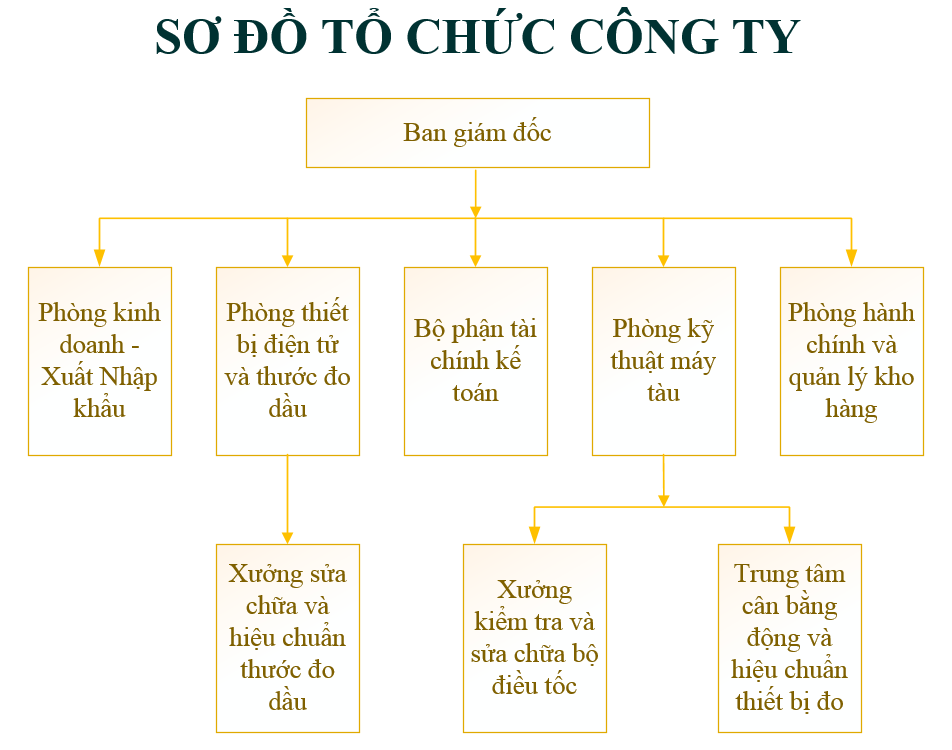 SƠ ĐỒ TỔ CHỨC CÔNG TY
Ban giám đốc
Phòng kinh
doanh -
Xuất Nhập
khẩu
Phòng thiết
bị điện tử
và thước đo
dầu
Bộ phận tài
chính kế
toán
Phòng kỹ
thuật máy
tàu
Phòng hành
chính và
quản lý kho
hàng
Xưởng sửa
chữa và
hiệu chuẩn
thước đo
dầu
Xưởng
kiểm tra và
sửa chữa bộ
điều tốc
Trung tâm
cân bằng
động và
hiệu chuẩn
thiết bị đo